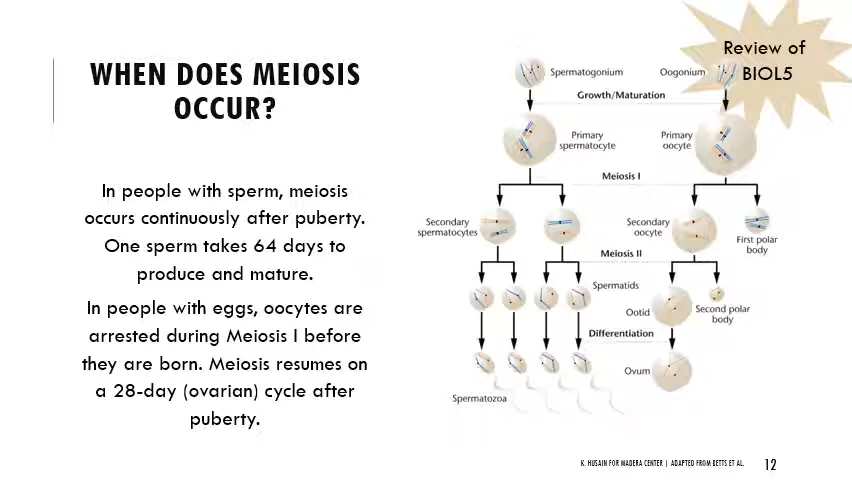 WHEN DOES MEIOSIS
OCCUR?
In people with sperm, meiosis
occurs continuously after puberty.
One sperm takes 64 days to
produce and mature.
In people with eggs, oocytes are
arrested during Meiosis I before
they are born. Meiosis resumes on
a 28-day (ovarian) cycle after
puberty.
Review of
BIOL5
Spermatogonium
Oogonium
Growth/Maturation
Primary
spermatocyte
Primary
oocyte
Meiosis I
Secondary
spermatocytes
Secondary
oocyte
First polar
body
Meiosis II
Spermatids
Ootid
Second polar
body
Differentiation
Ovum
Spermatozoa
K. HUSAIN FOR MADERA CENTER | ADAPTED FROM BETTS ET AL.
12